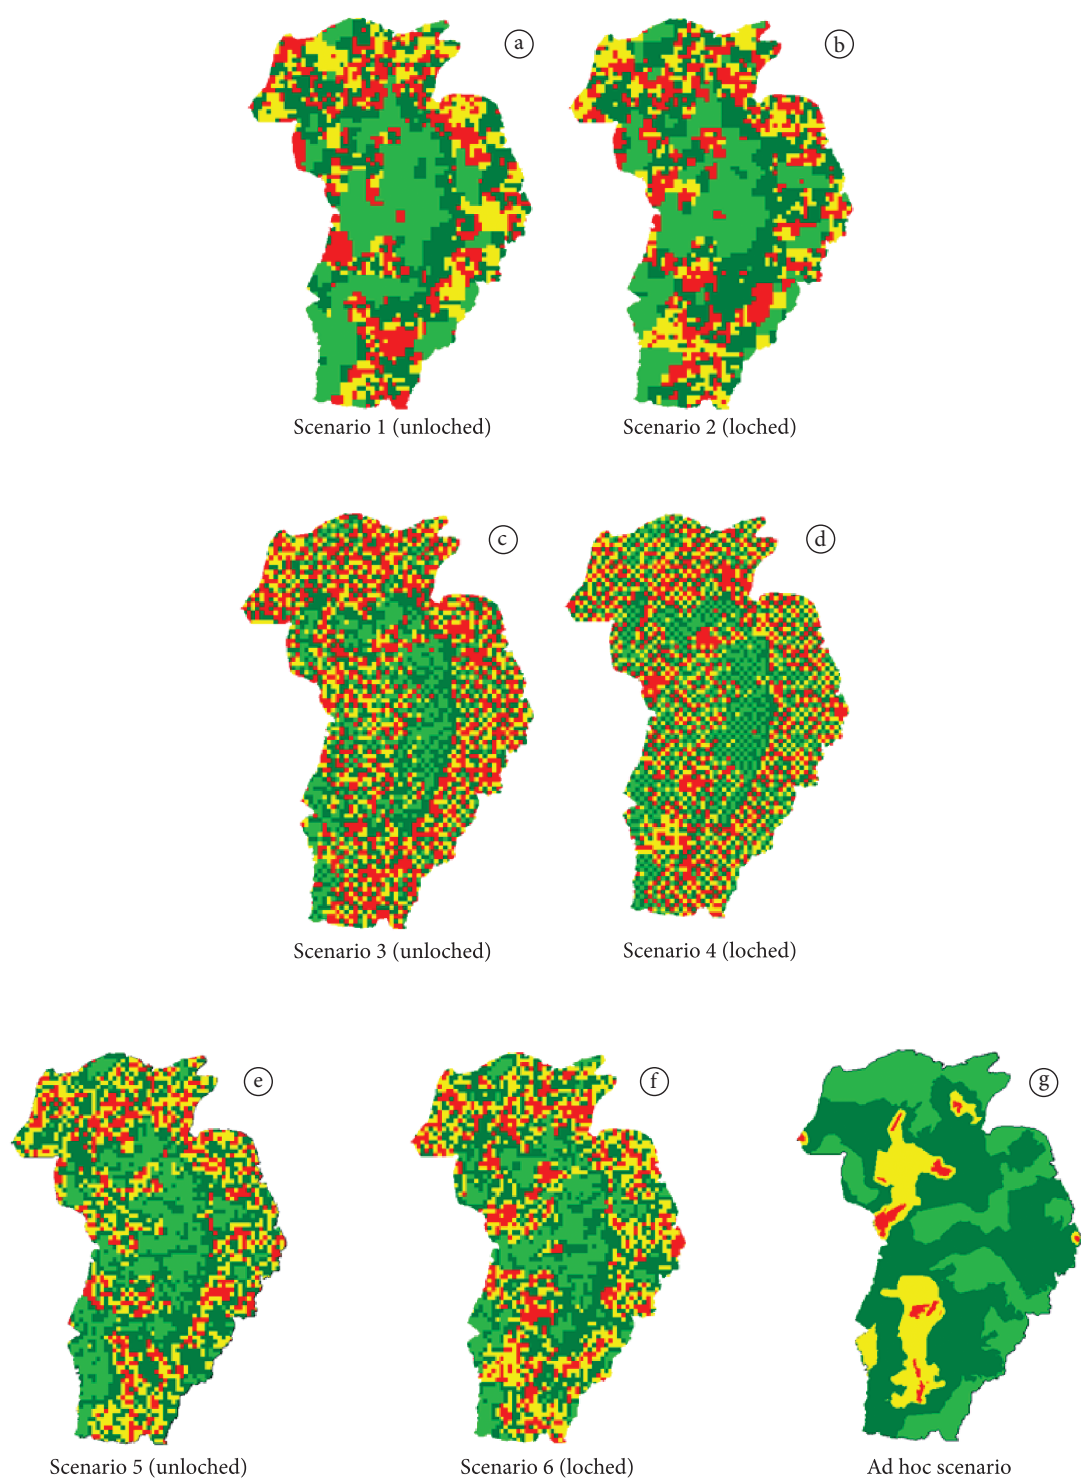 a
b
Scenario 1 (unloched)
Scenario 2 (loched)
c
d
Scenario 3 (unloched)
Scenario 4 (loched)
e
f
g
Scenario 5 (unloched)
Scenario 6 (loched)
Ad hoc scenario